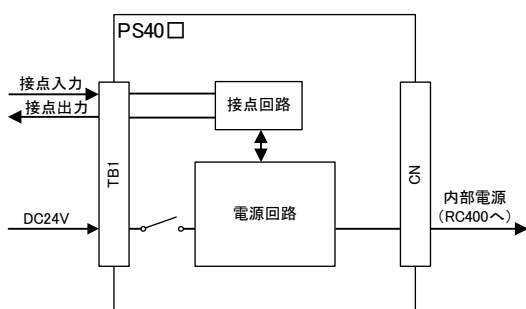 PS40□
接点入力
接点出力
接点回路
TB1
CN
電源回路
DC24V
内部電源
(RC400へ)